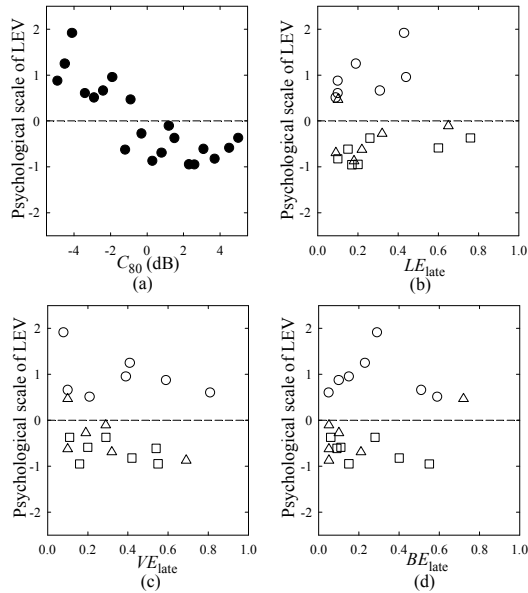 Psychological scale of LEV
2
1
0
-1
-2
-4 -2 0 2 4
C80 (dB)
(a)
Psychological scale of LEV
2
1
0
-1
-2
0.0 0.2 0.4 0.6 0.8 1.0
LElate
(b)
Psychological scale of LEV
2
1
0
-1
-2
0.0 0.2 0.4 0.6 0.8 1.0
VElate
(c)
Psychological scale of LEV
2
1
0
-1
-2
0.0 0.2 0.4 0.6 0.8 1.0
BElate
(d)